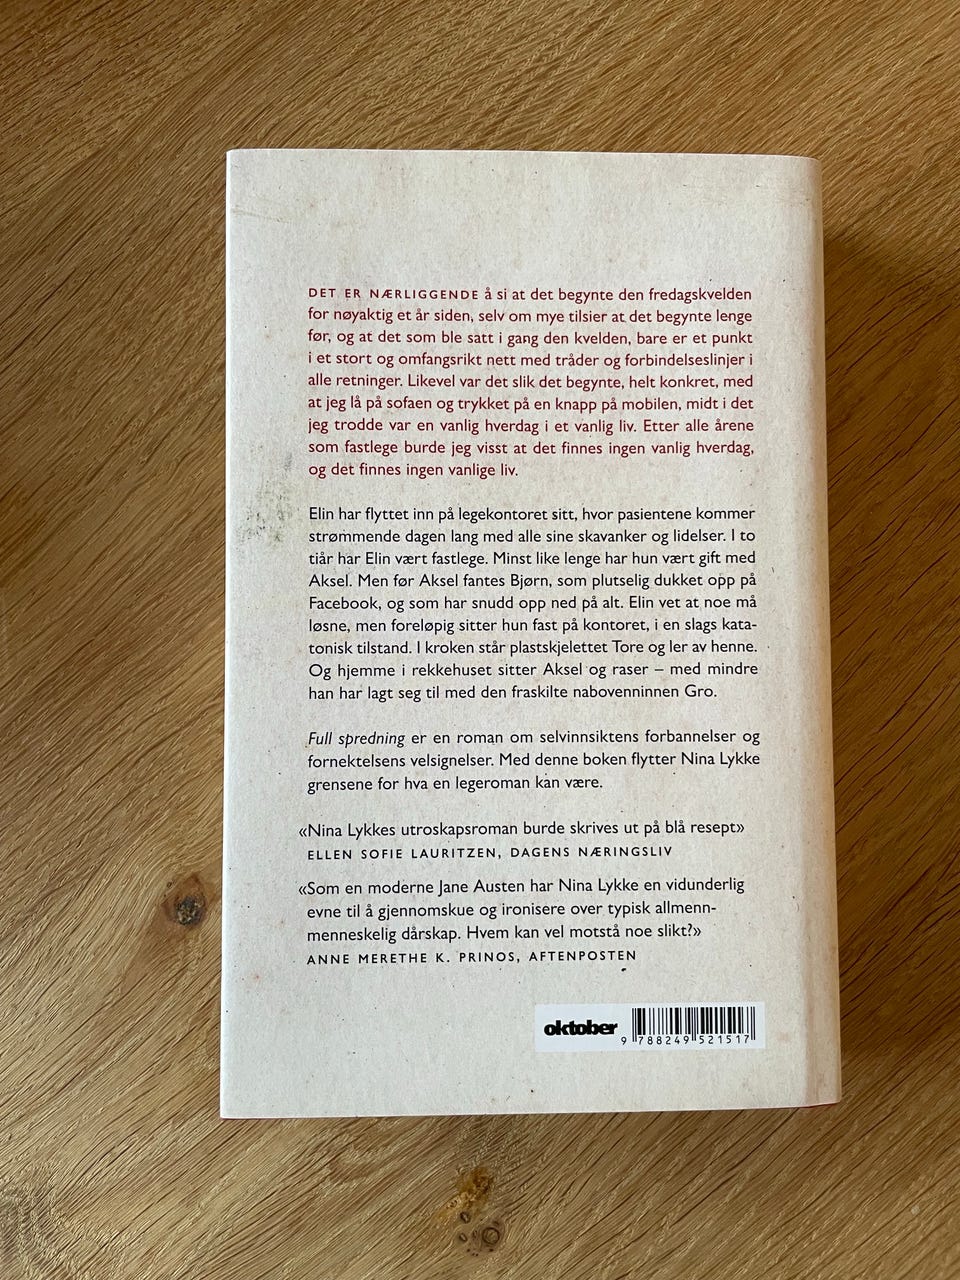 DET ER NÆRLIGGENDE å si at det begynte den fredagskvelden
for nøyaktig et år siden, selv om mye tilsier at det begynte lenge
før, og at det som ble satt i gang den kvelden, bare er et punkt
i et stort og omfangsrikt nett med tråder og forbindelseslinjer i
alle retninger. Likevel var det slik det begynte, helt konkret, med
at jeg lå på sofaen og trykket på en knapp på mobilen, midt i det
jeg trodde var en vanlig hverdag i et vanlig liv. Etter alle årene
som fastlege burde jeg visst at det finnes ingen vanlig hverdag,
og det finnes ingen vanlige liv.
Elin har flyttet inn på legekontoret sitt, hvor pasientene kommer
strømmende dagen lang med alle sine skavanker og lidelser. I to
tiår har Elin vært fastlege. Minst like lenge har hun vært gift med
Aksel. Men før Aksel fantes Bjørn, som plutselig dukket opp på
Facebook, og som har snudd opp ned på alt. Elin vet at noe må
løsne, men foreløpig sitter hun fast på kontoret, i en slags kata-
tonisk tilstand. I kroken står plastskjelettet Tore og ler av henne.
Og hjemme i rekkehuset sitter Aksel og raser – med mindre
han har lagt seg til med den fraskilte nabovenninnen Gro.
Full spredning er en roman om selvinnsiktens forbannelser og
fornektelsens velsignelser. Med denne boken flytter Nina Lykke
grensene for hva en legeroman kan være.
«Nina Lykkes utroskapsroman burde skrives ut på blå resept»
ELLEN SOFIE LAURITZEN, DAGENS NÆRINGSLIV
«Som en moderne Jane Austen har Nina Lykke en vidunderlig
evne til å gjennomskue og ironisere over typisk allmenn-
menneskelig dårskap. Hvem kan vel motstå noe slikt?»
ANNE MERETHE K. PRINOS, AFTENPOSTEN
oktober
9 788249 521517